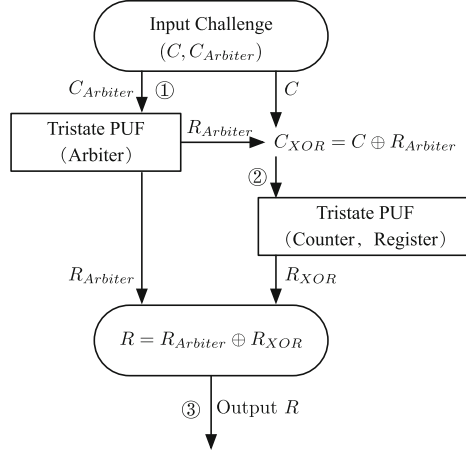 Input Challenge
(C, C_{Arbiter})
C_{Arbiter} ① C
Tristate PUF
（Arbiter）
R_{Arbiter}
C_{XOR} = C ⊕ R_{Arbiter}
②
Tristate PUF
（Counter，Register）
R_{Arbiter} R_{XOR}
R = R_{Arbiter} ⊕ R_{XOR}
③ Output R